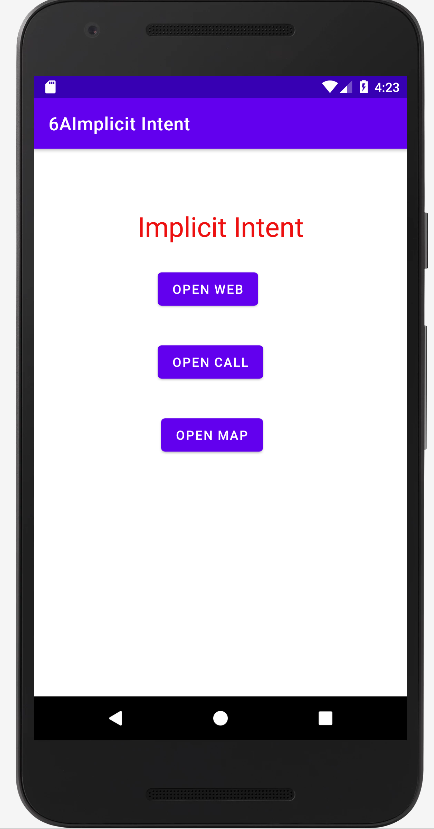 4:23
6AImplicit Intent
Implicit Intent
OPEN WEB
OPEN CALL
OPEN MAP